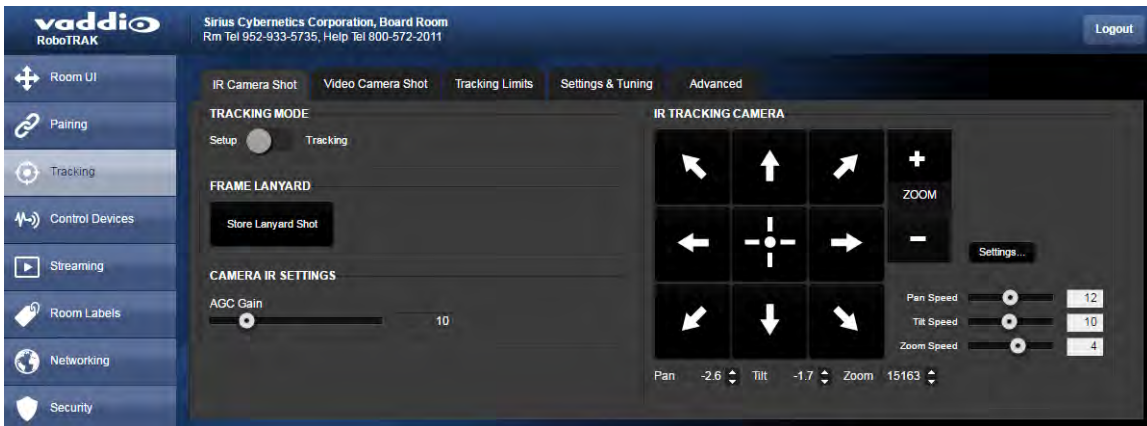 vaddio
RoboTRAK
Sirius Cybernetics Corporation, Board Room
Rm Tel 952-933-5735, Help Tel 800-572-2011
Logout
Room UI
Pairing
Tracking
Control Devices
Streaming
Room Labels
Networking
Security
IR Camera Shot
Video Camera Shot
Tracking Limits
Settings & Tuning
Advanced
TRACKING MODE
Setup
Tracking
FRAME LANYARD
Store Lanyard Shot
CAMERA IR SETTINGS
AGC Gain
10
IR TRACKING CAMERA
+
ZOOM
-
Settings...
Pan Speed 12
Tilt Speed 10
Zoom Speed 4
Pan -2.6 Tilt -1.7 Zoom 15163